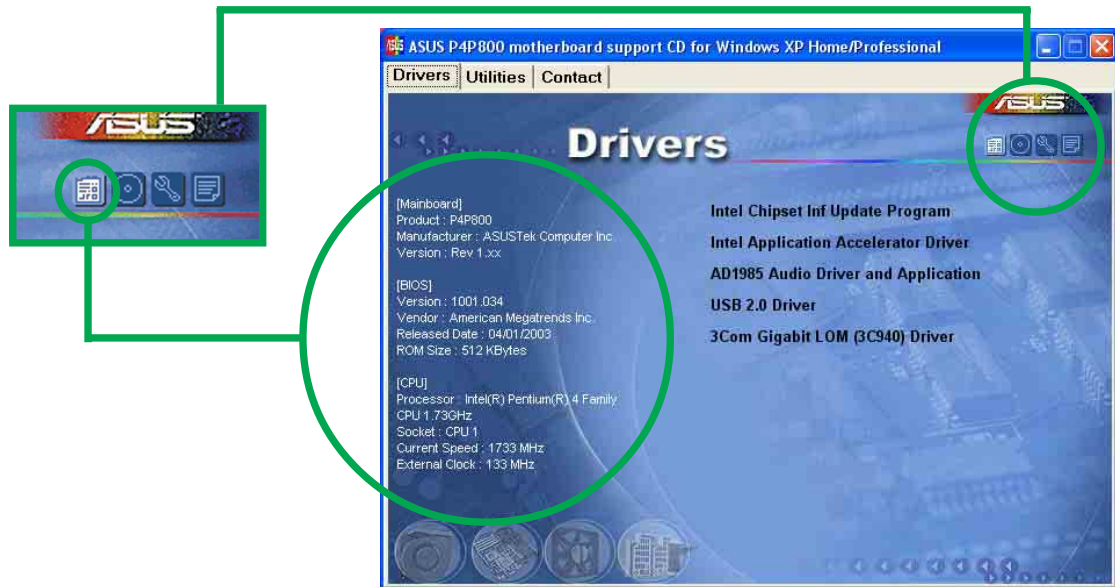 ASUS
ASUS P4P800 motherboard support CD for Windows XP Home/Professional
Drivers Utilities Contact
ASUS
Drivers
[Mainboard]
Product : P4P800
Manufacturer : ASUSTek Computer Inc.
Version : Rev 1.xx
[BIOS]
Version : 1001.034
Vendor : American Megatrends Inc.
Released Date : 04/01/2003
ROM Size : 512 KBytes
[CPU]
Processor : Intel(R) Pentium(R) 4 Family
CPU 1.73GHz
Socket : CPU 1
Current Speed : 1733 MHz
External Clock : 133 MHz
Intel Chipset Inf Update Program
Intel Application Accelerator Driver
AD1985 Audio Driver and Application
USB 2.0 Driver
3Com Gigabit LOM (3C940) Driver